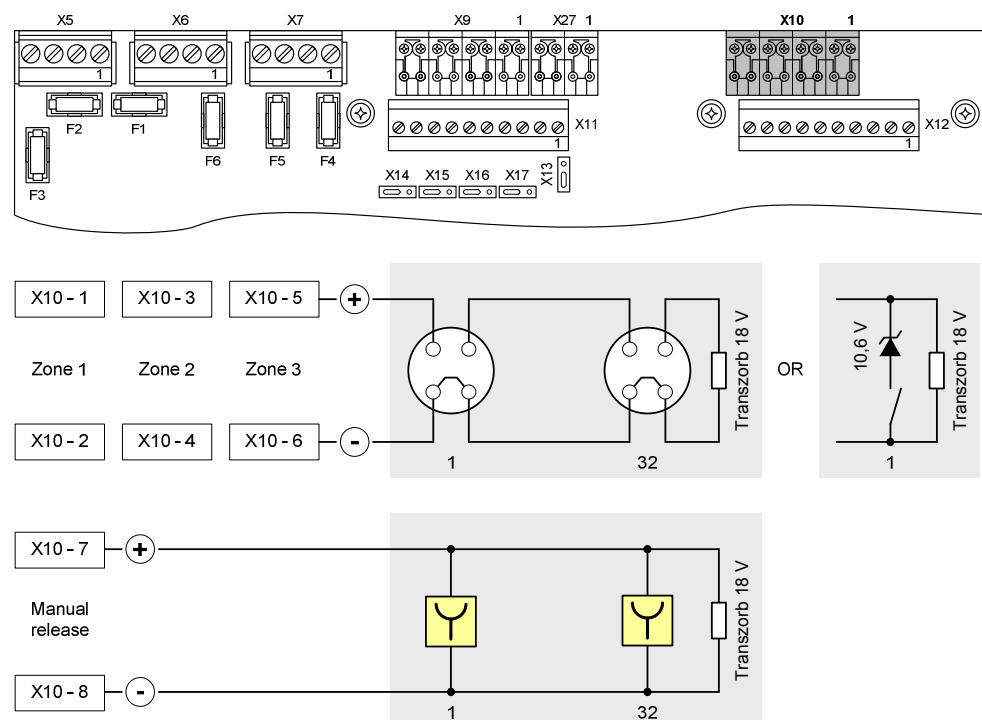 X5 X6 X7 X9 1 X27 1 X10 1
1 1 1
F2 F1 F6 F5 F4 X11 X12
1 1
F3 X14 X15 X16 X17 X13
X10 - 1 X10 - 3 X10 - 5 +
Zone 1 Zone 2 Zone 3
X10 - 2 X10 - 4 X10 - 6 -
1 32
Transzorb 18 V
OR
10,6 V
Transzorb 18 V
1
X10 - 7 +
Manual
release
X10 - 8 -
1 32
Transzorb 18 V